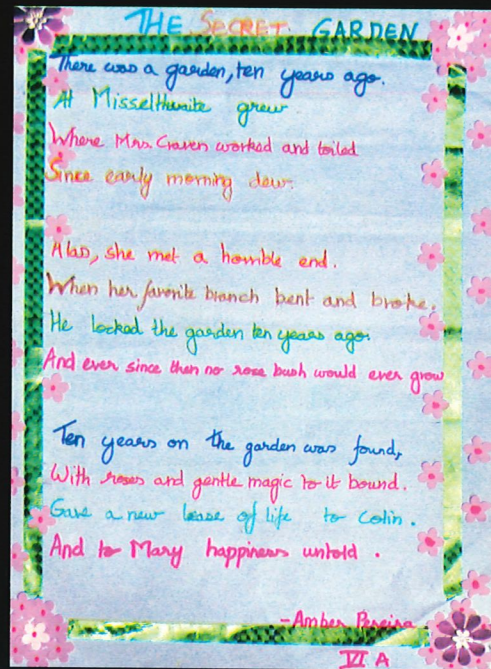 THE SECRET GARDEN
There was a garden, ten years ago.
At Misselthwaite grew
Where Mrs. Craven worked and toiled
Since early morning dew.
Alas, she met a horrible end.
When her favorite branch bent and broke.
He locked the garden ten years ago.
And ever since then no rose bush would ever grow
Ten years on the garden was found,
With roses and gentle magic to it bound.
Gave a new lease of life to Colin.
And to Mary happiness untold.
-Amber Pereira
VI A